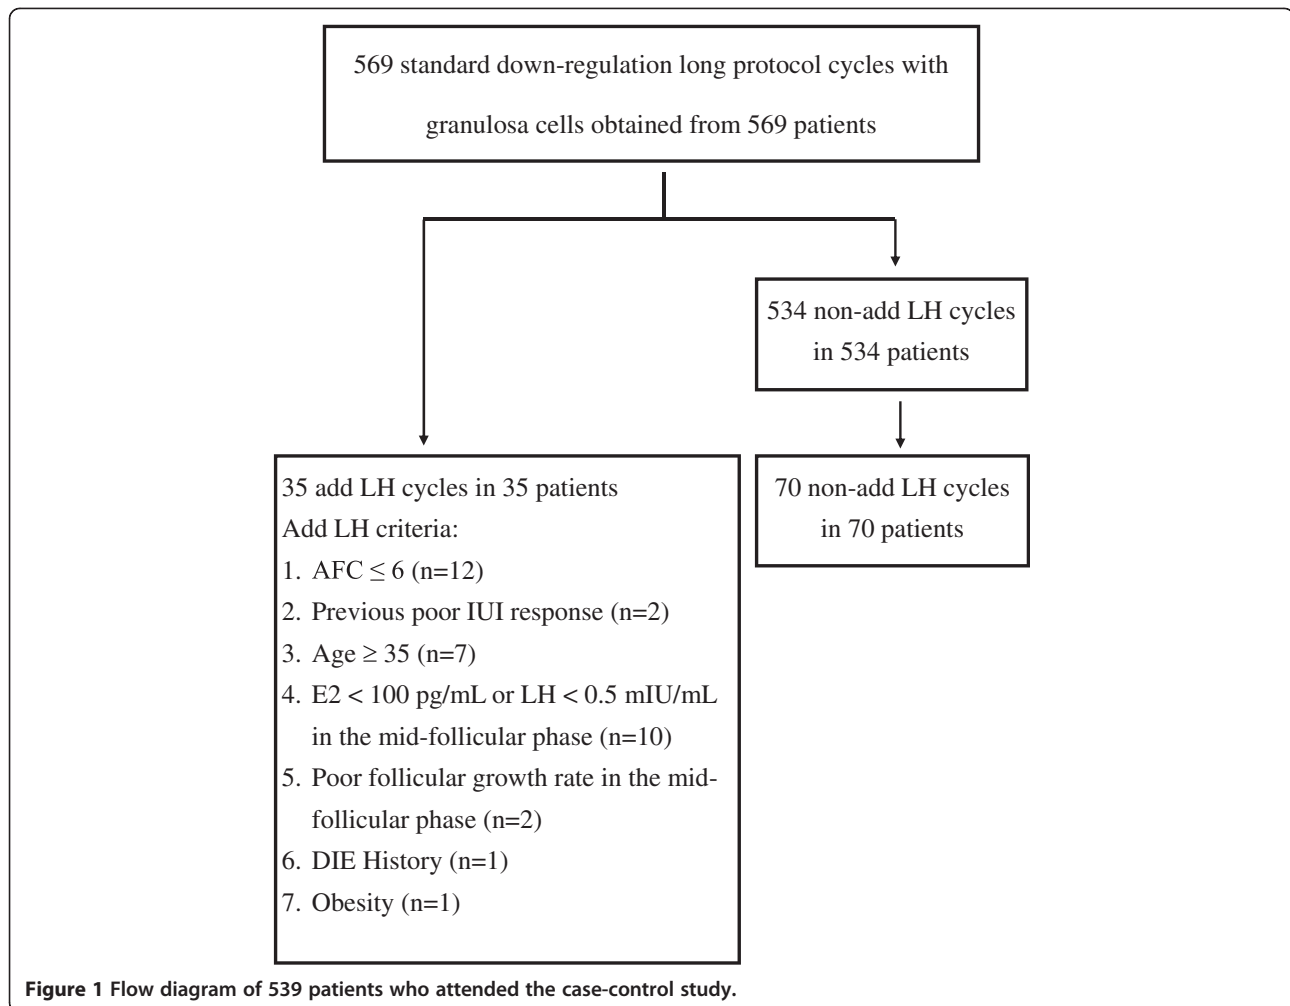 569 standard down-regulation long protocol cycles with
granulosa cells obtained from 569 patients
534 non-add LH cycles
in 534 patients
35 add LH cycles in 35 patients
Add LH criteria:
1. AFC ≤ 6 (n=12)
2. Previous poor IUI response (n=2)
3. Age ≥ 35 (n=7)
4. E2 < 100 pg/mL or LH < 0.5 mIU/mL
in the mid-follicular phase (n=10)
5. Poor follicular growth rate in the mid-
follicular phase (n=2)
6. DIE History (n=1)
7. Obesity (n=1)
70 non-add LH cycles
in 70 patients
Figure 1 Flow diagram of 539 patients who attended the case-control study.